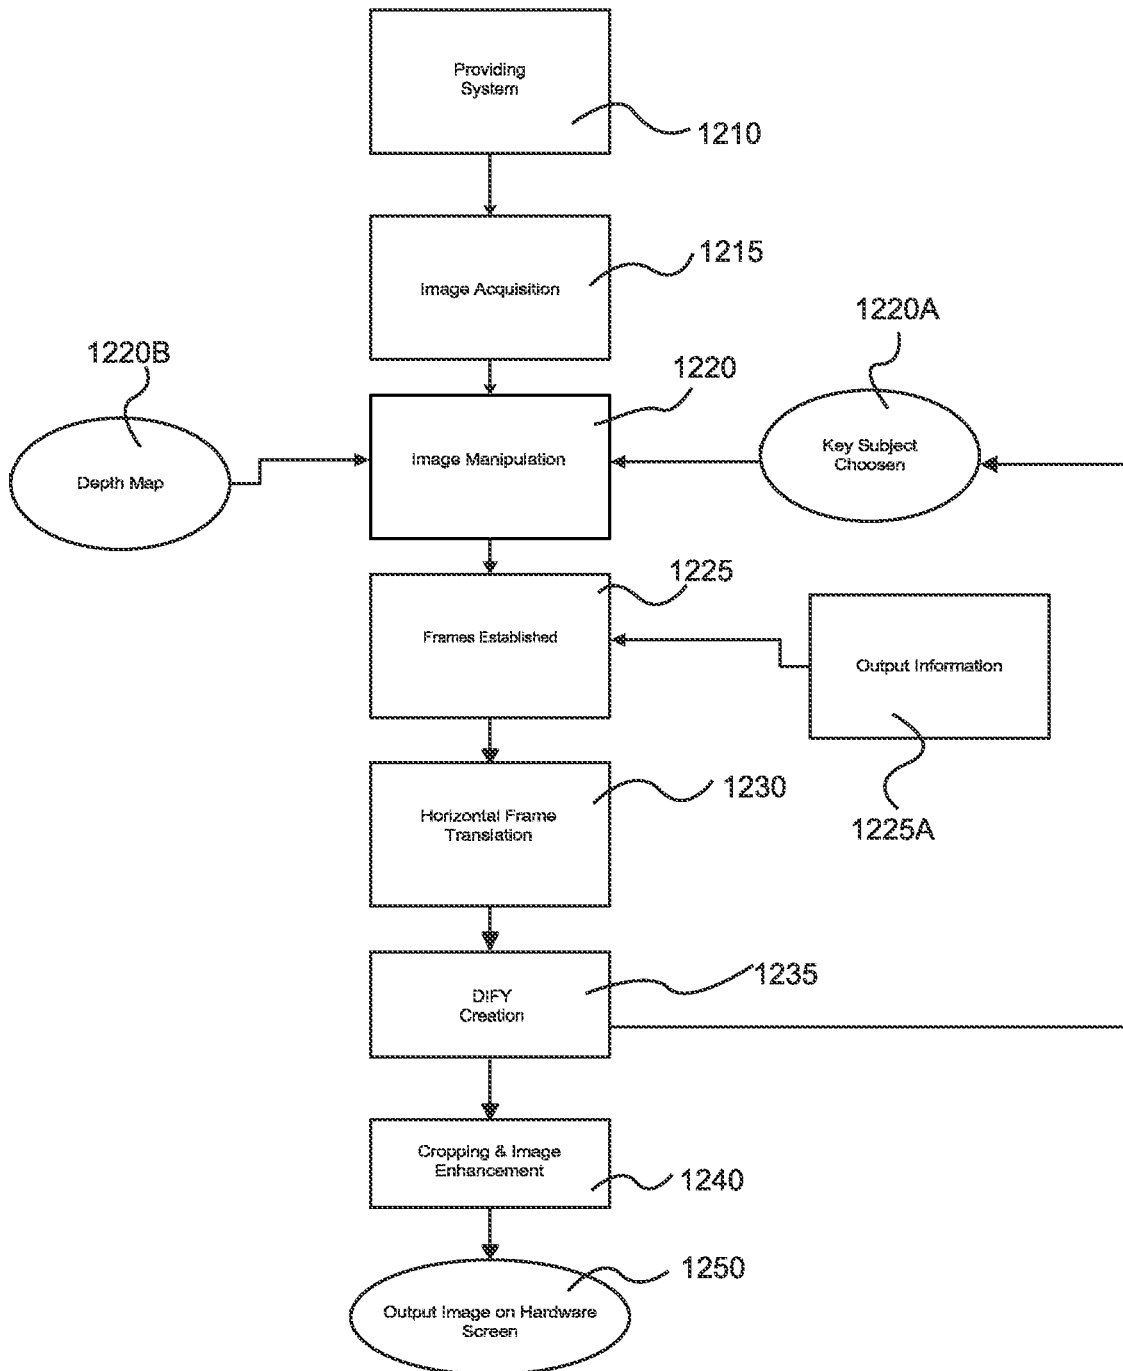 Providing
System
1210
Image Acquisition
1215
1220A
1220B
1220
Depth Map
Image Manipulation
Key Subject
Choosen
1225
Frames Established
Output Information
1225A
Horizontal Frame
Translation
1230
DIFY
Creation
1235
Cropping & Image
Enhancement
1240
Output Image on Hardware
Screen
1250